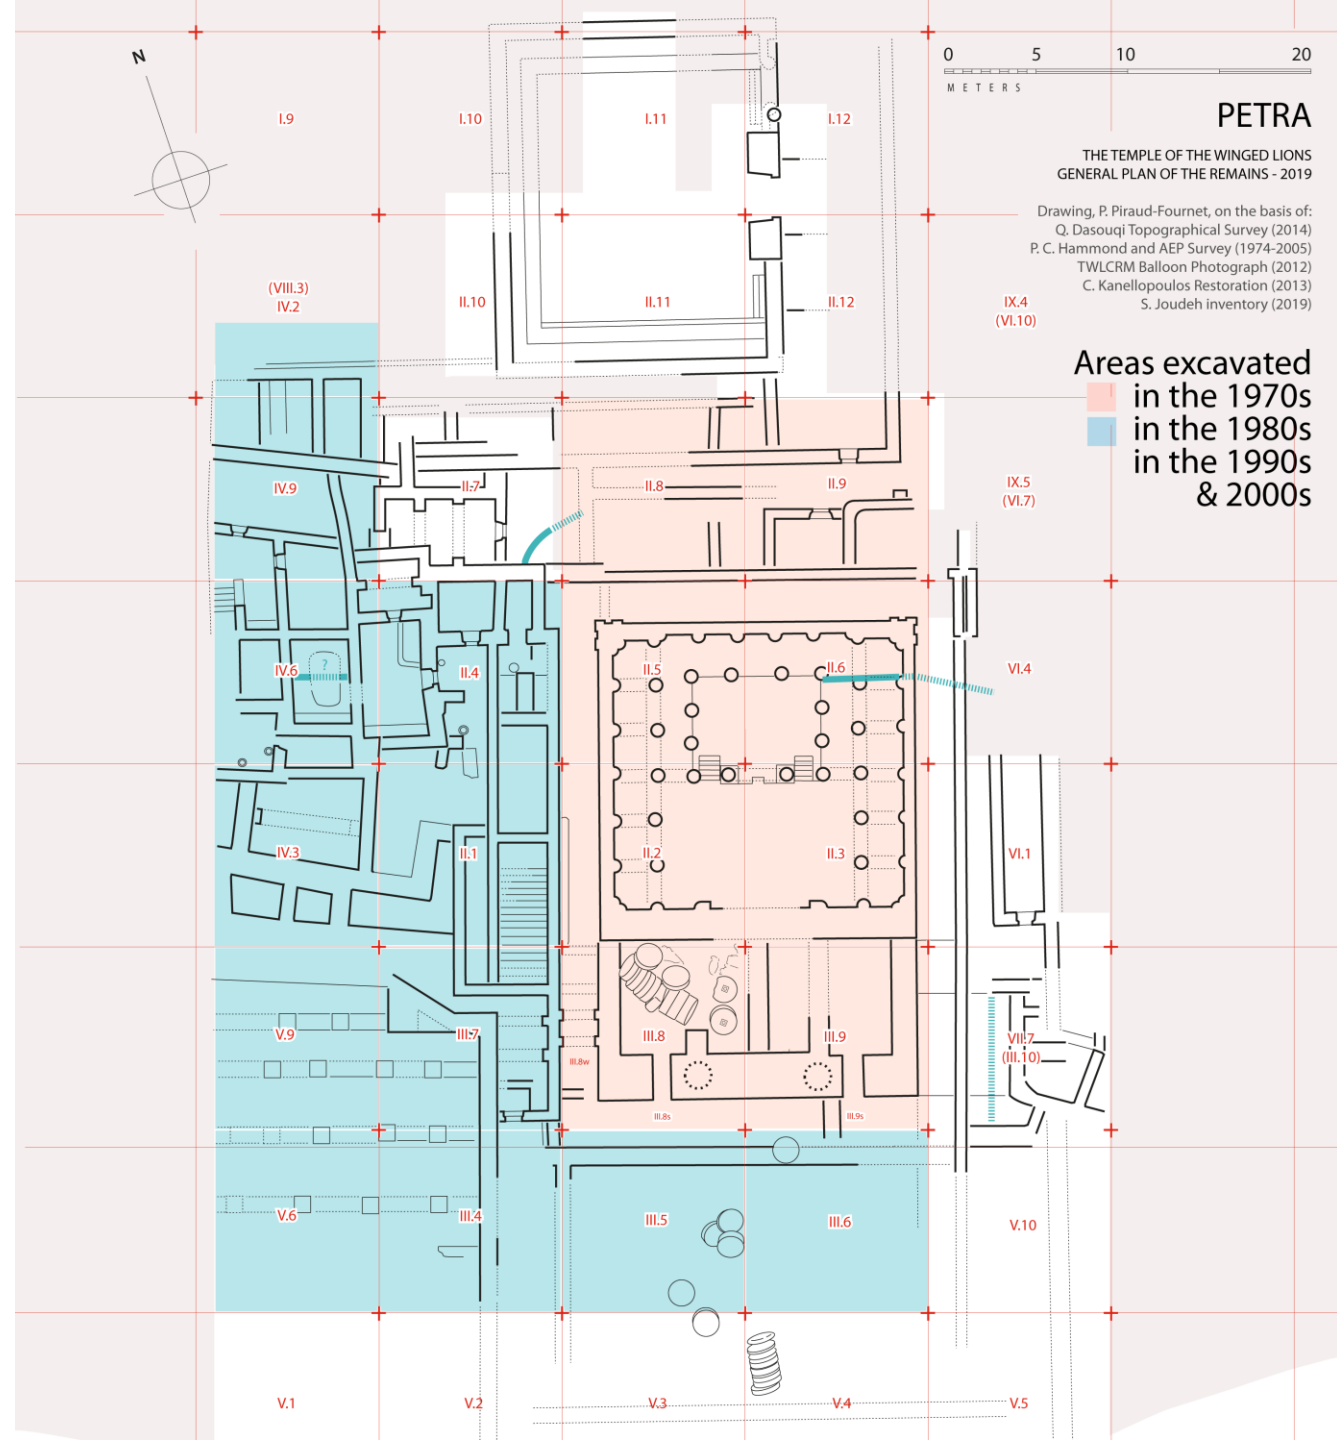 N
0 5 10 20
METERS
PETRA
THE TEMPLE OF THE WINGED LIONS
GENERAL PLAN OF THE REMAINS - 2019
Drawing, P. Piraud-Fournet, on the basis of:
Q. Dasouqi Topographical Survey (2014)
P. C. Hammond and AEP Survey (1974-2005)
TWLCRM Balloon Photograph (2012)
C. Kanellopoulos Restoration (2013)
S. Joudeh inventory (2019)
Areas excavated
in the 1970s
in the 1980s
in the 1990s
& 2000s
I.9 I.10 I.11 I.12
(VIII.3)
IV.2 II.10 II.11 II.12 IX.4
(VI.10)
IV.9 II.7 II.8 II.9 IX.5
(VI.7)
?
IV.6 II.4 II.5 II.6 VI.4
IV.3 II.1 II.2 II.3 VI.1
V.9 III.7 III.8 III.9 VII.7
(III.10)
III.8w
III.8s III.9s
V.6 III.4 III.5 III.6 V.10
V.1 V.2 V.3 V.4 V.5